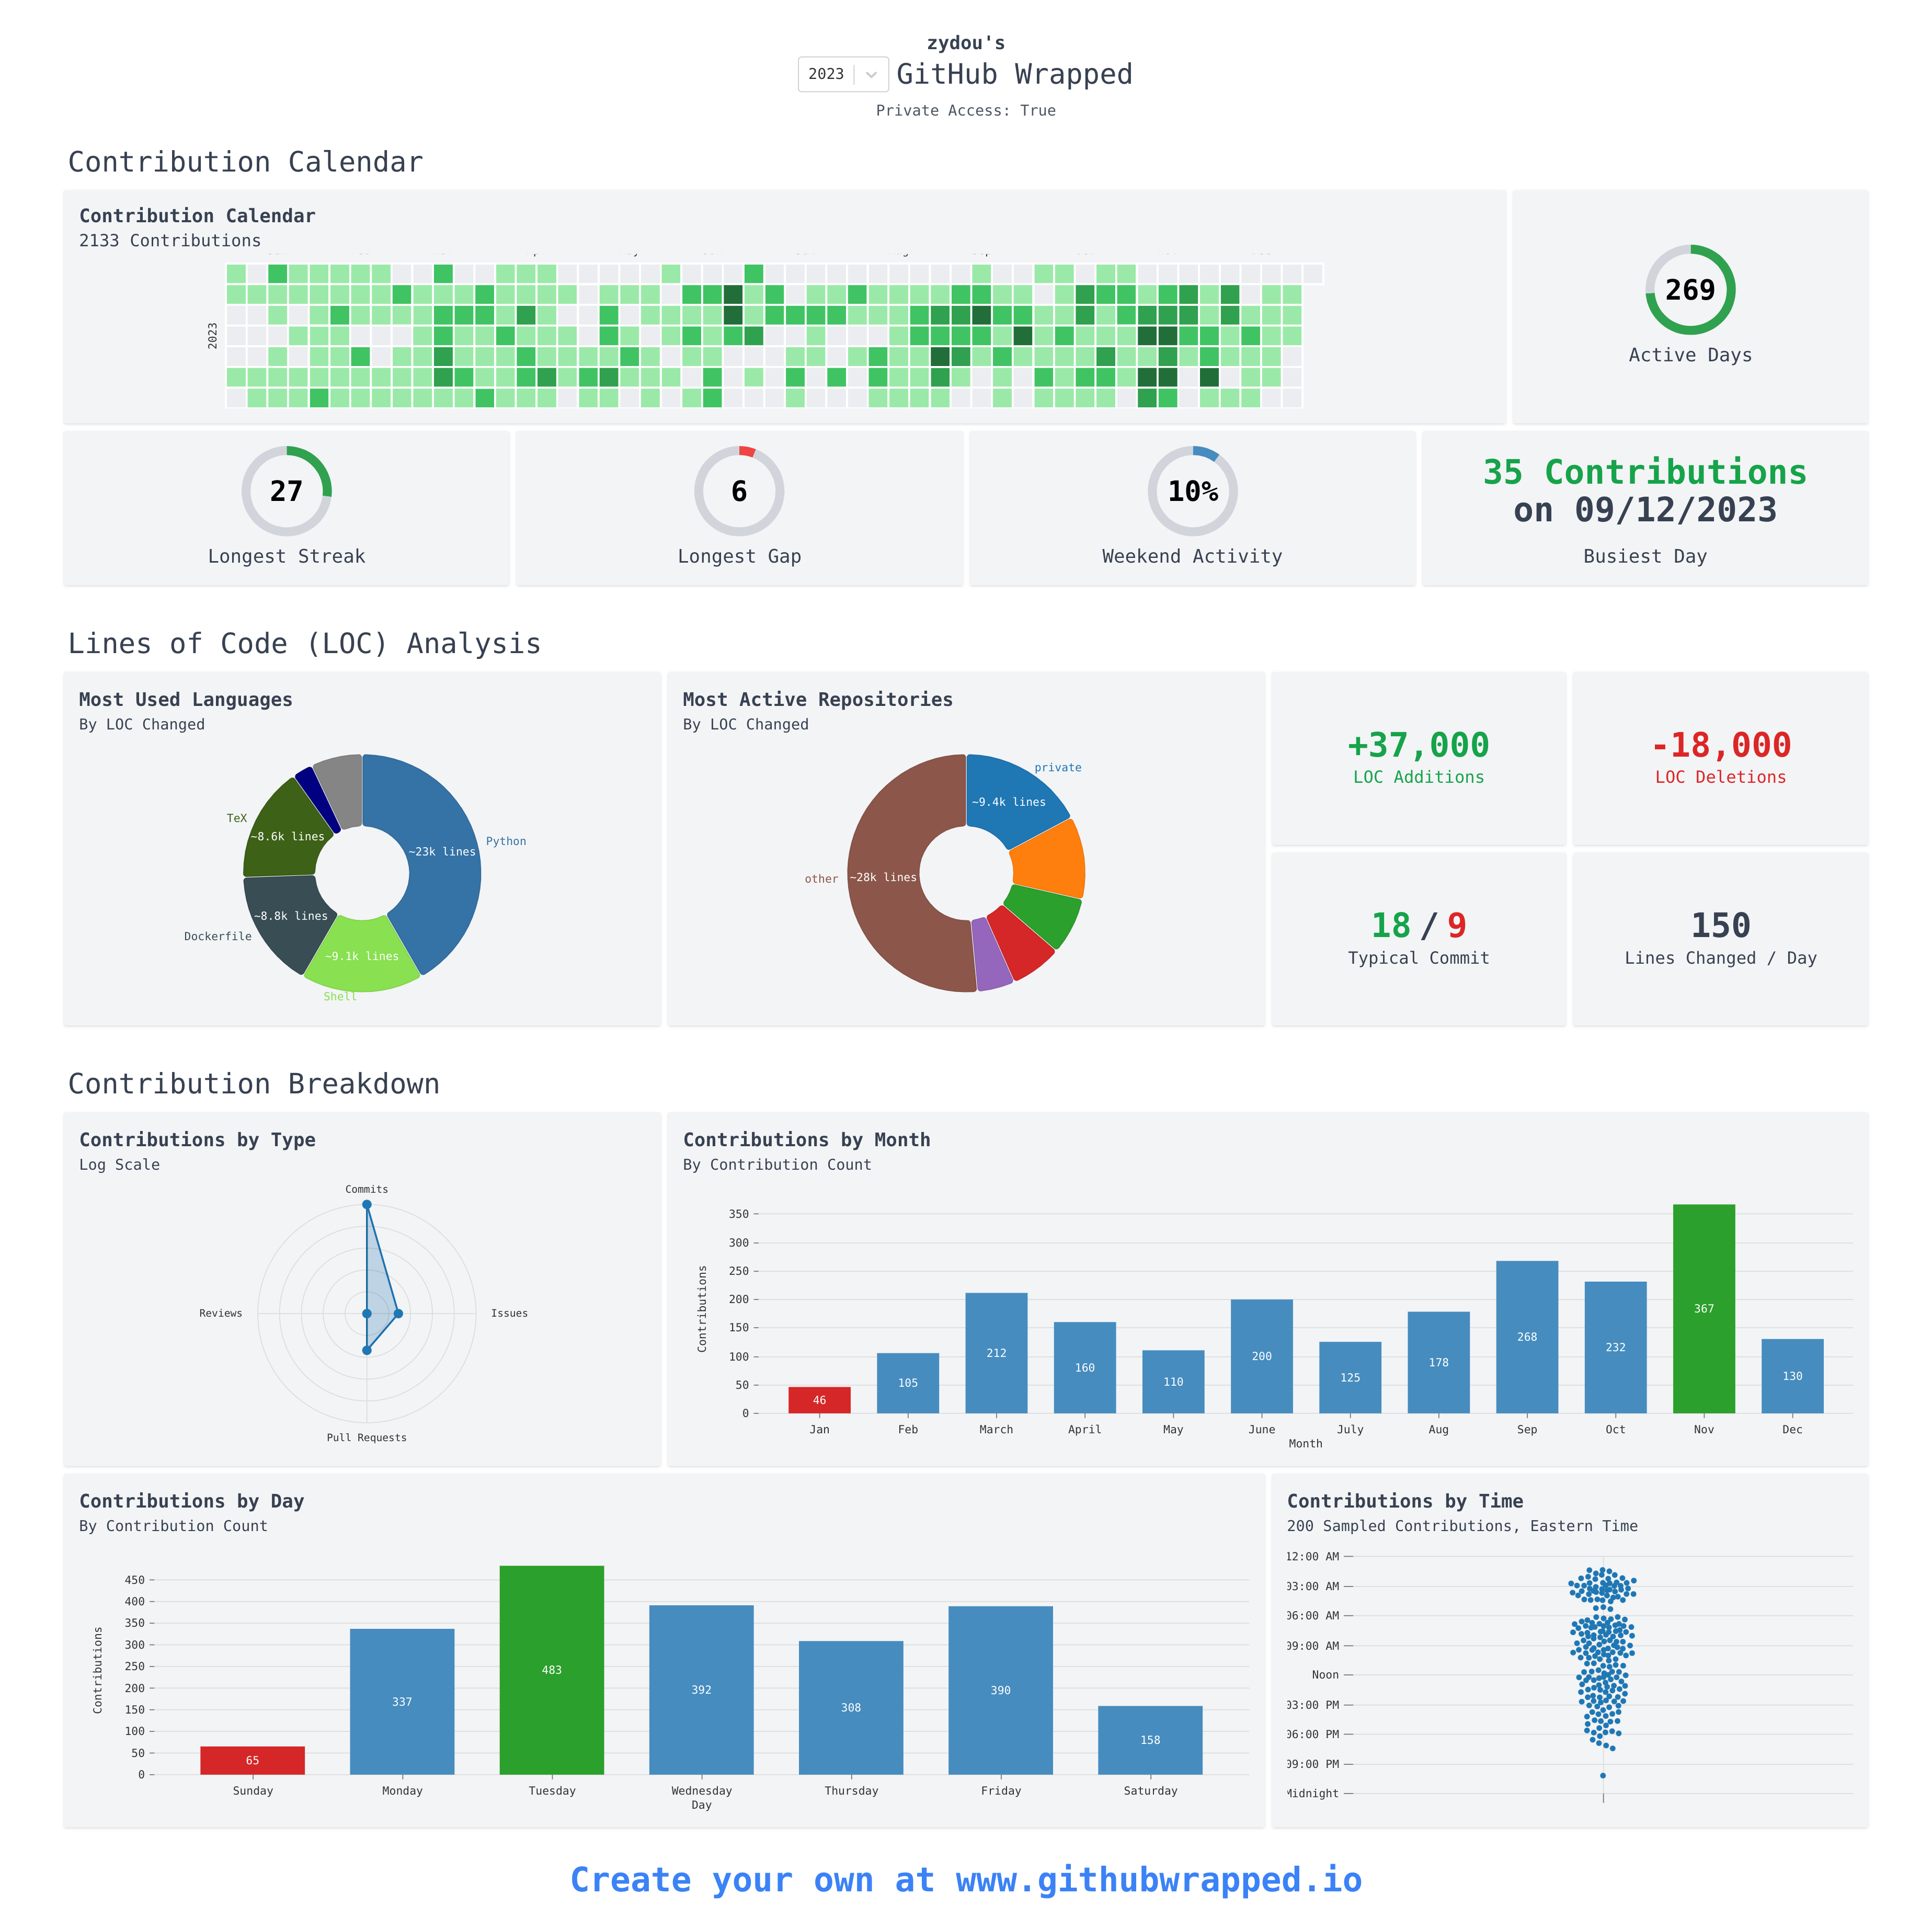 zydou's
2023 GitHub Wrapped
Private Access: True
Contribution Calendar
Contribution Calendar
2133 Contributions
2023
269
Active Days
27
Longest Streak
6
Longest Gap
10%
Weekend Activity
35 Contributions
on 09/12/2023
Busiest Day
Lines of Code (LOC) Analysis
Most Used Languages
By LOC Changed
TeX
~8.6k lines
~23k lines
Python
~8.8k lines
Dockerfile
~9.1k lines
Shell
Most Active Repositories
By LOC Changed
private
~9.4k lines
other
~28k lines
+37,000
LOC Additions
-18,000
LOC Deletions
18 / 9
Typical Commit
150
Lines Changed / Day
Contribution Breakdown
Contributions by Type
Log Scale
Commits
Reviews
Issues
Pull Requests
Contributions by Month
By Contribution Count
Contributions
350
300
250
200
150
100
50
0
46
105
212
160
110
200
125
178
268
232
367
130
Jan Feb March April May June July Aug Sep Oct Nov Dec
Month
Contributions by Day
By Contribution Count
Contributions
450
400
350
300
250
200
150
100
50
0
65
337
483
392
308
390
158
Sunday Monday Tuesday Wednesday Thursday Friday Saturday
Day
Contributions by Time
200 Sampled Contributions, Eastern Time
12:00 AM
03:00 AM
06:00 AM
09:00 AM
Noon
03:00 PM
06:00 PM
09:00 PM
Midnight
Create your own at www.githubwrapped.io